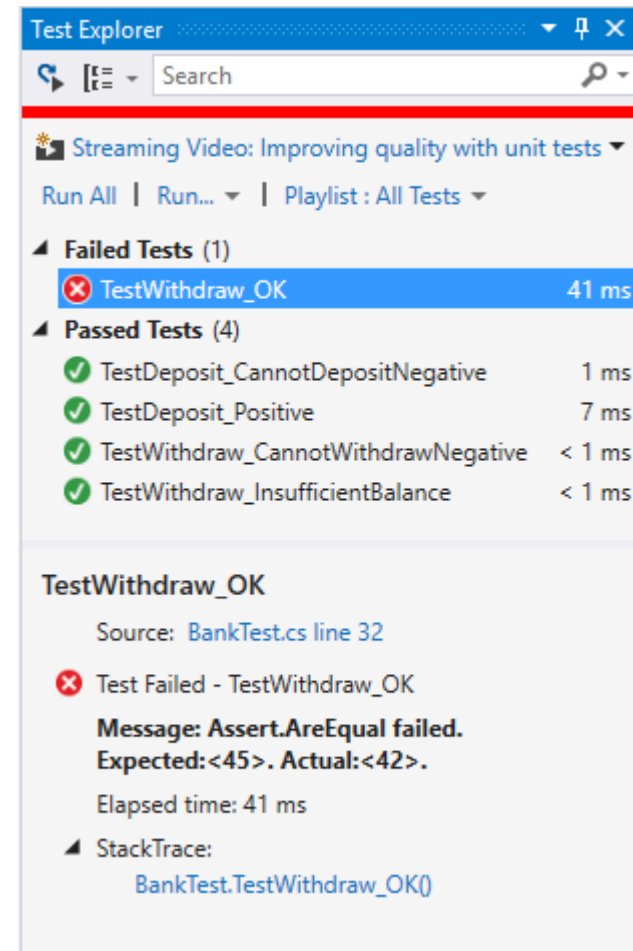 Test Explorer
Search
Streaming Video: Improving quality with unit tests
Run All | Run... | Playlist : All Tests
Failed Tests (1)
TestWithdraw_OK 41 ms
Passed Tests (4)
TestDeposit_CannotDepositNegative 1 ms
TestDeposit_Positive 7 ms
TestWithdraw_CannotWithdrawNegative < 1 ms
TestWithdraw_InsufficientBalance < 1 ms
TestWithdraw_OK
Source: BankTest.cs line 32
Test Failed - TestWithdraw_OK
Message: Assert.AreEqual failed.
Expected:<45>. Actual:<42>.
Elapsed time: 41 ms
StackTrace:
BankTest.TestWithdraw_OK()